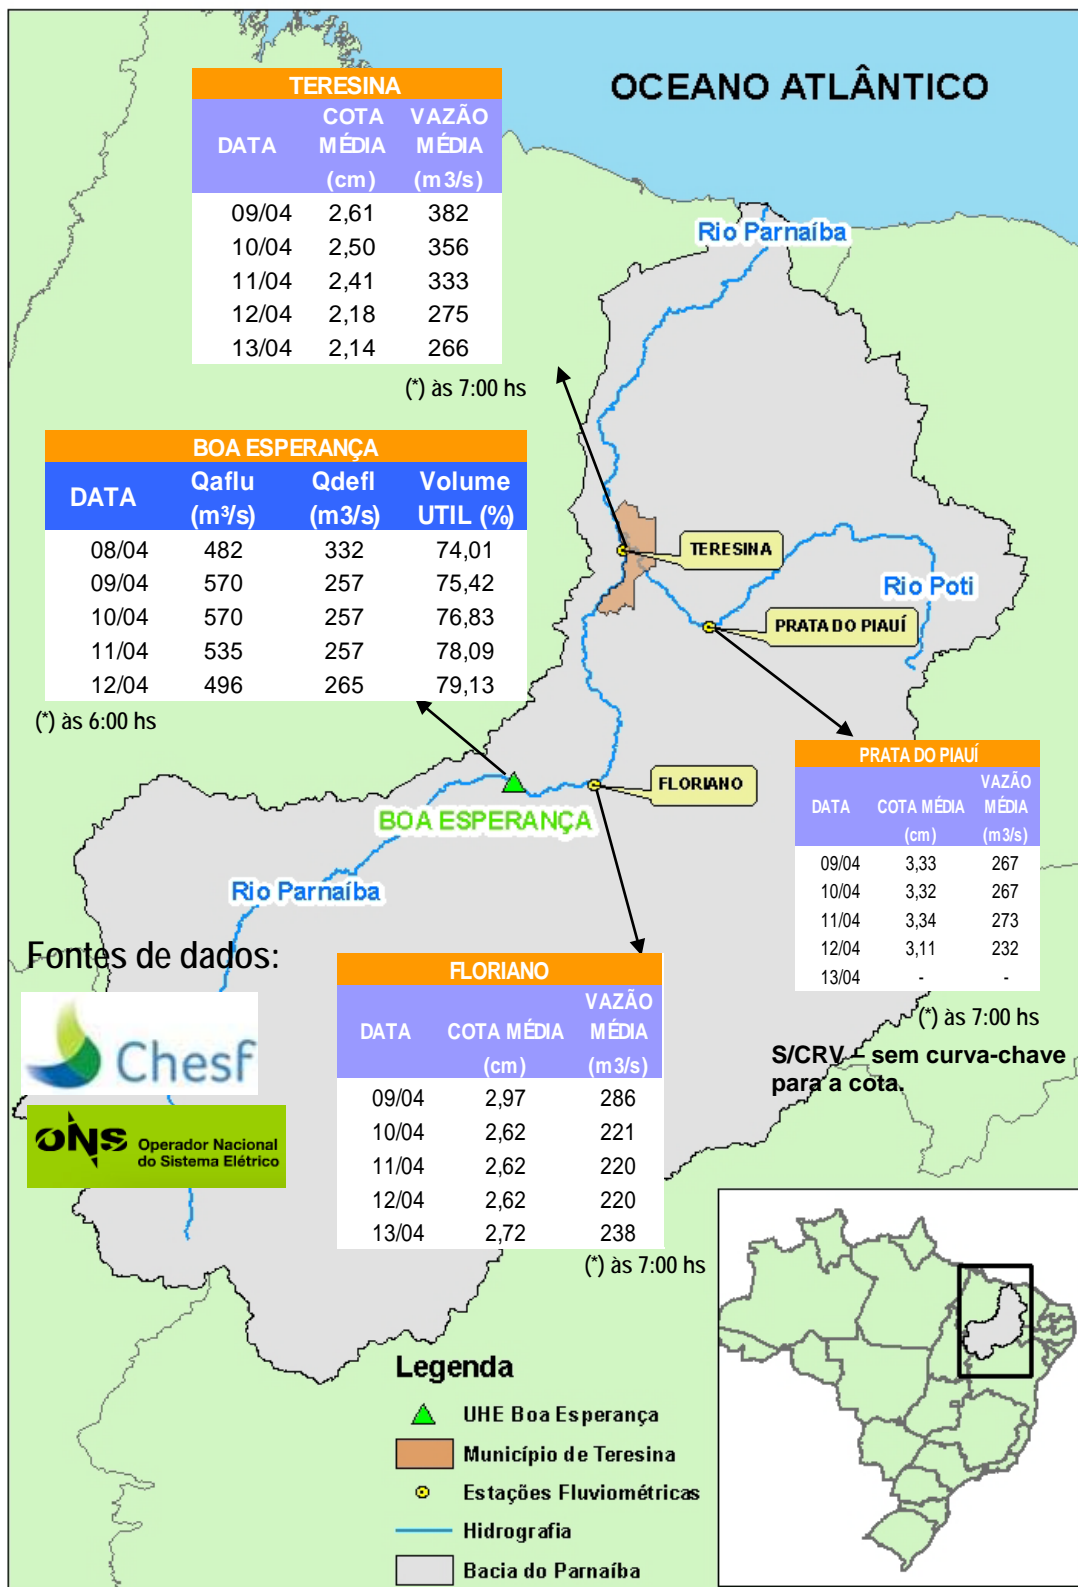 OCEANO ATLÂNTICO
TERESINA
DATA COTA MÉDIA (cm) VAZÃO MÉDIA (m3/s)
09/04 2,61 382
10/04 2,50 356
11/04 2,41 333
12/04 2,18 275
13/04 2,14 266
(*) às 7:00 hs
Rio Parnaíba
BOA ESPERANÇA
DATA Qaflu (m³/s) Qdefl (m3/s) Volume UTIL (%)
08/04 482 332 74,01
09/04 570 257 75,42
10/04 570 257 76,83
11/04 535 257 78,09
12/04 496 265 79,13
(*) às 6:00 hs
TERESINA
Rio Poti
PRATA DO PIAUÍ
FLORIANO
BOA ESPERANÇA
Rio Parnaíba
PRATA DO PIAUÍ
DATA COTA MÉDIA (cm) VAZÃO MÉDIA (m3/s)
09/04 3,33 267
10/04 3,32 267
11/04 3,34 273
12/04 3,11 232
13/04 - -
(*) às 7:00 hs
S/CRV – sem curva-chave
para a cota.
Fontes de dados:
Chesf
ONS Operador Nacional
do Sistema Elétrico
FLORIANO
DATA COTA MÉDIA (cm) VAZÃO MÉDIA (m3/s)
09/04 2,97 286
10/04 2,62 221
11/04 2,62 220
12/04 2,62 220
13/04 2,72 238
(*) às 7:00 hs
Legenda
UHE Boa Esperança
Município de Teresina
Estações Fluviométricas
Hidrografia
Bacia do Parnaíba